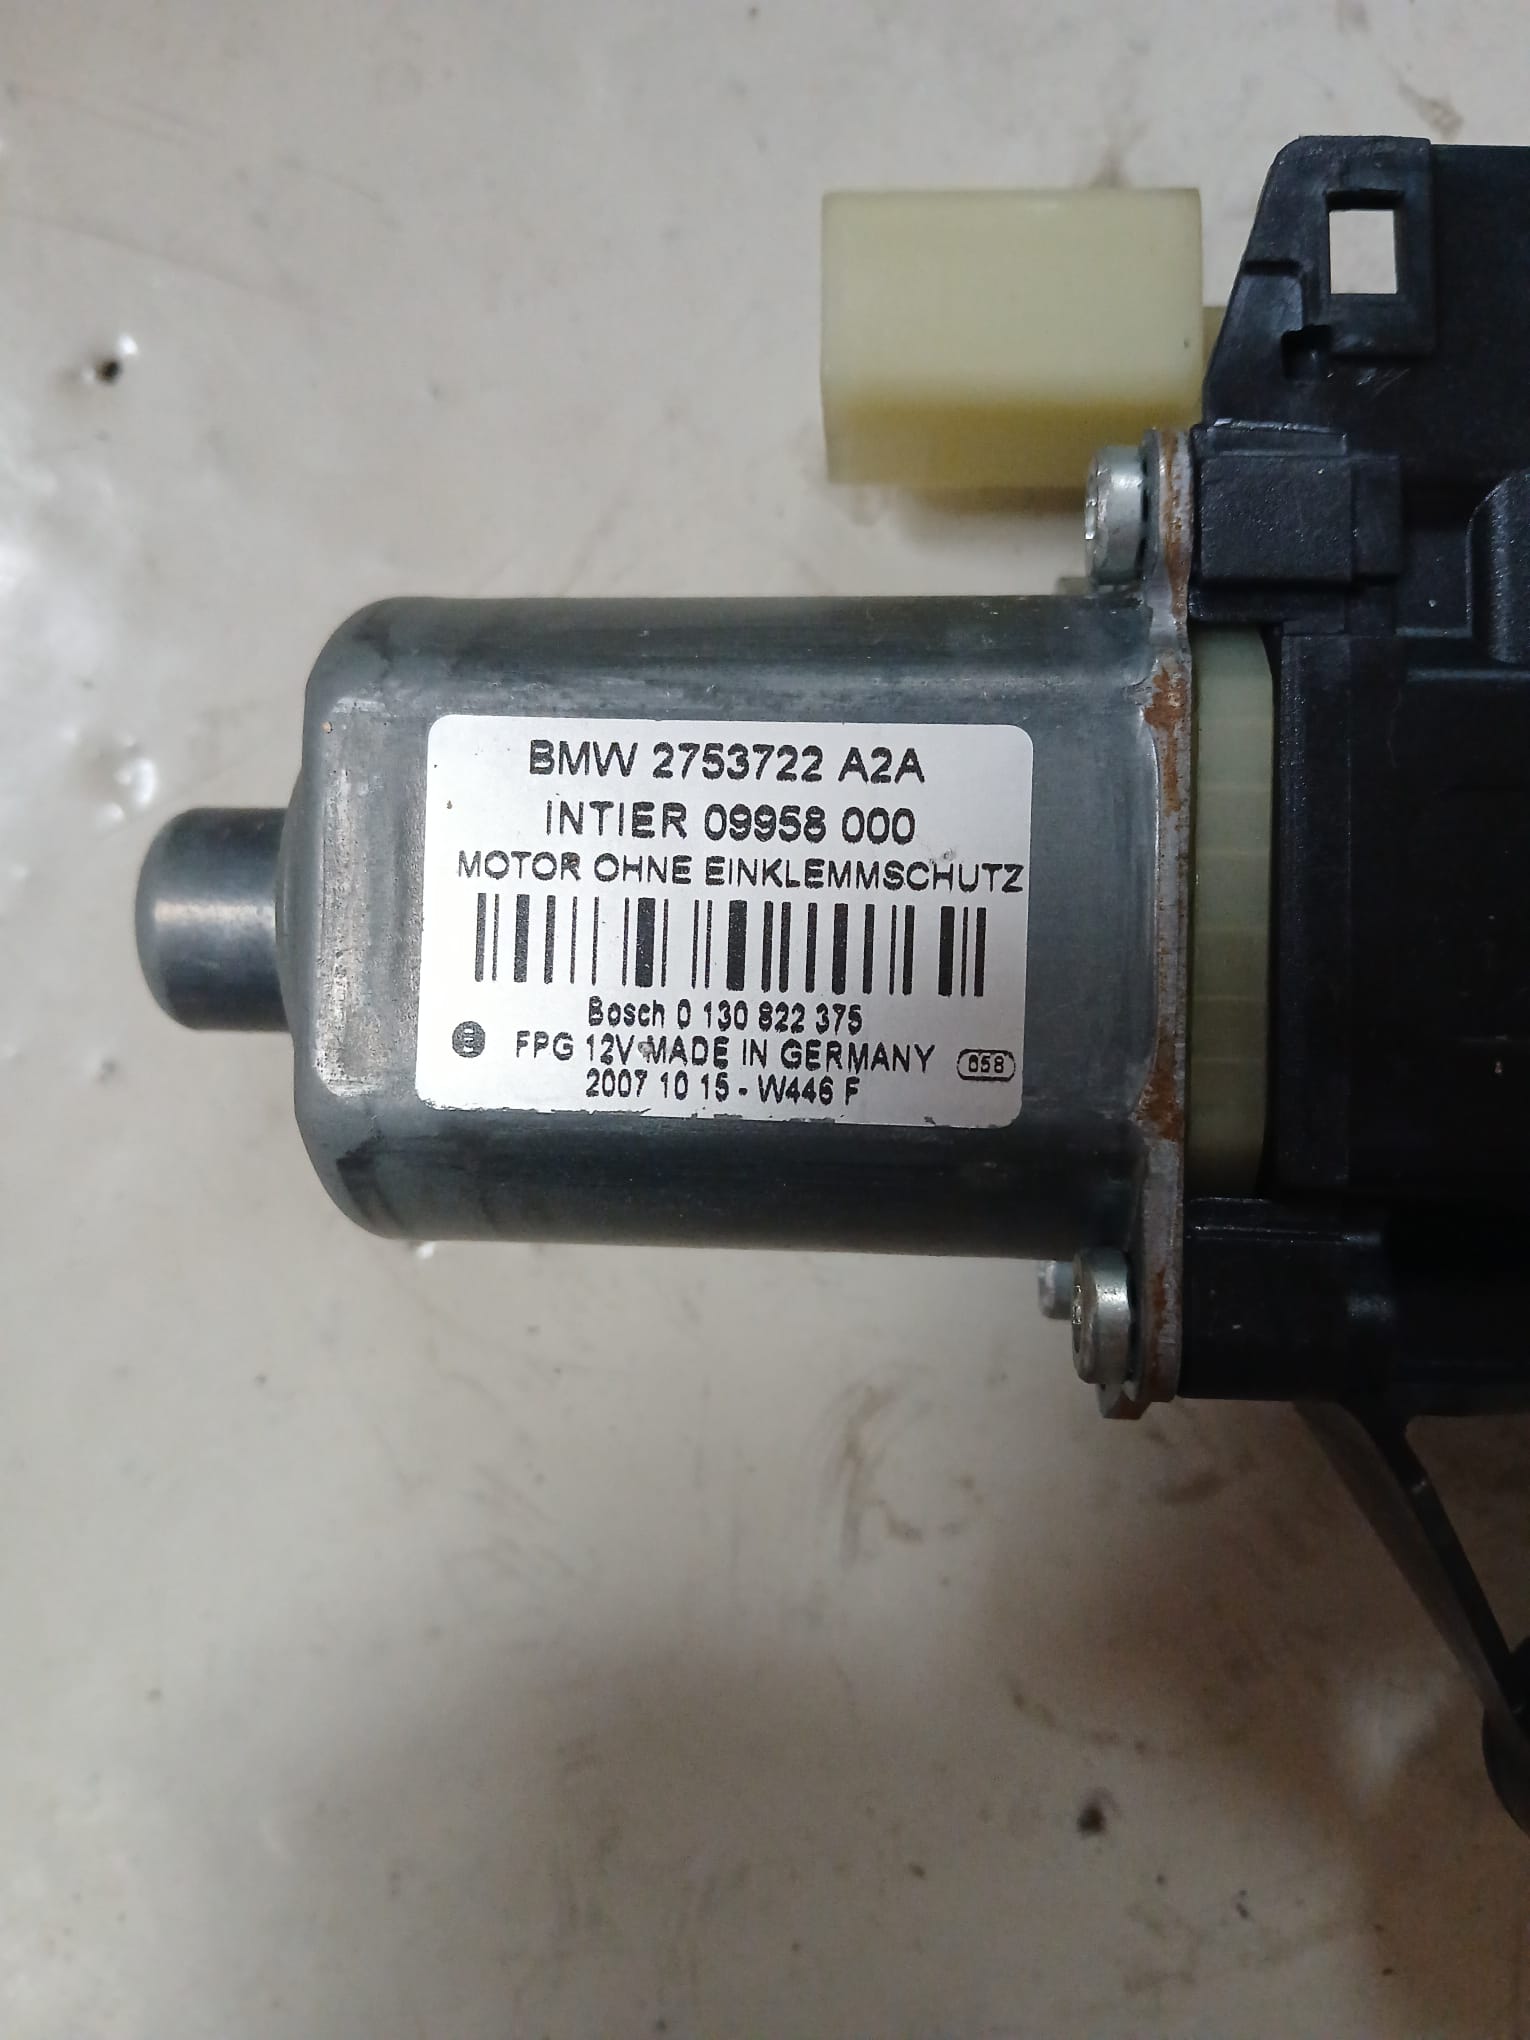 BMW 2753722 A2A
INTIER 09958 000
MOTOR OHNE EINKLEMMSCHUTZ
Bosch 0 130 822 375
FPG 12V MADE IN GERMANY 658
2007 10 15 - W446 F